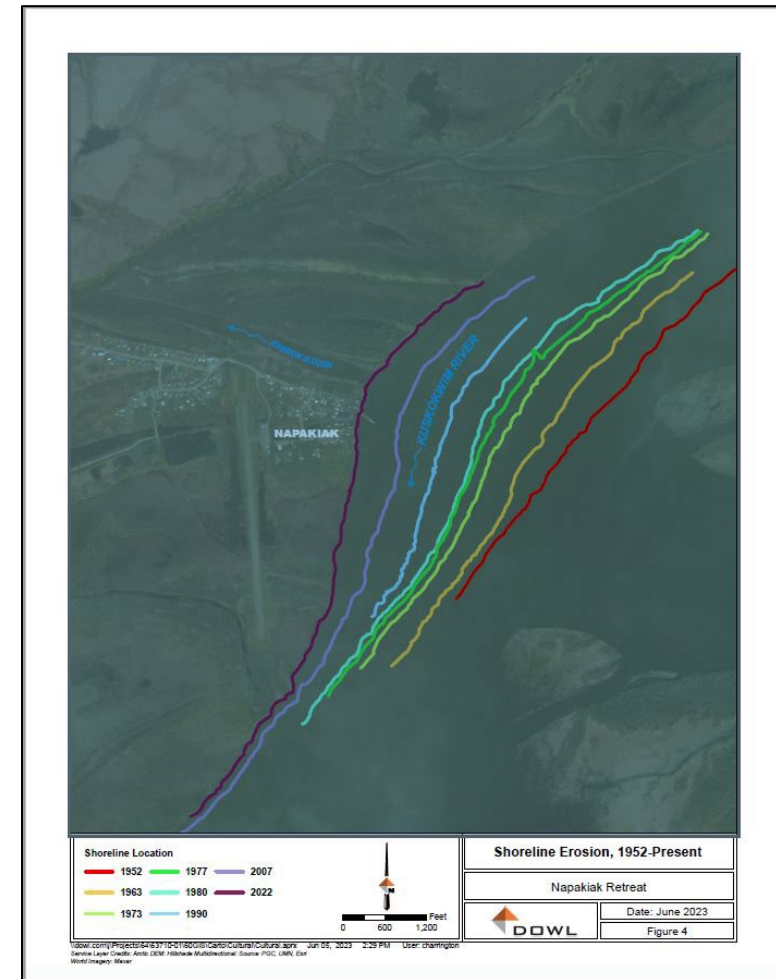 JOHNSON SLOUGH
KUSKOKWIM RIVER
NAPAKIAK
Shoreline Location
1952
1963
1973
1977
1980
1990
2007
2022
N
0 600 1,200 Feet
Shoreline Erosion, 1952-Present
Napakiak Retreat
DOWL
Date: June 2023
Figure 4
Jun 05, 2023 2:29 PM User: charrington
Service Layer Credits: Arctic DEM: Hillshade Multidirectional: Source: PGC, UMN, Esri
World Imagery: Maxar